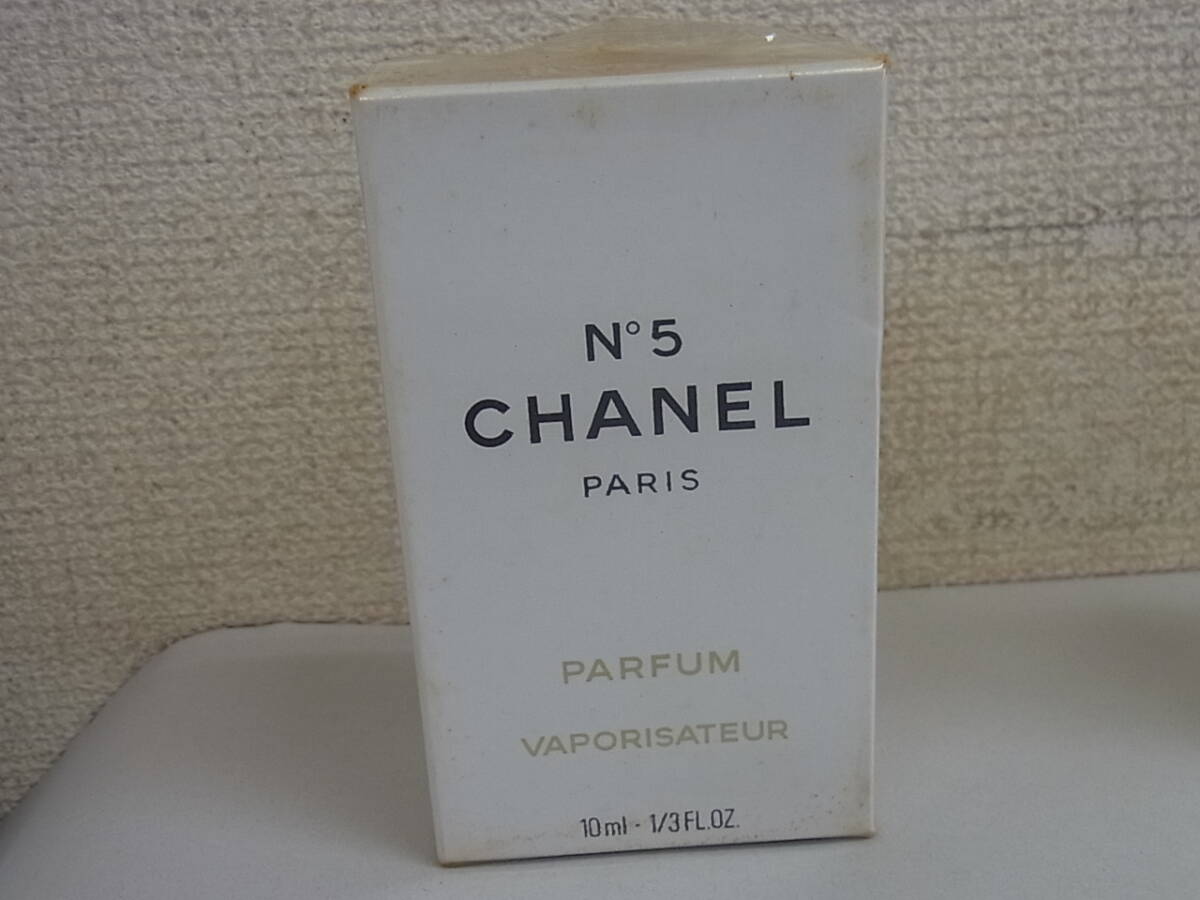 N°5
CHANEL
PARIS
PARFUM
VAPORISATEUR
10ml - 1/3 FL.OZ.